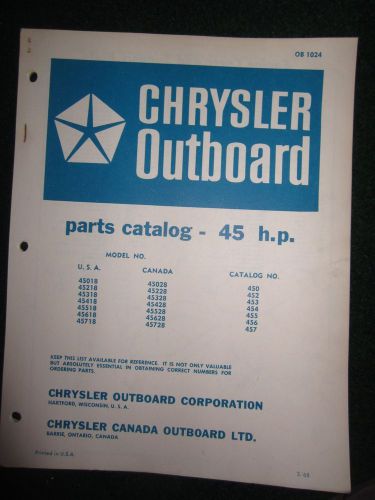 OB 1024
CHRYSLER
Outboard
parts catalog - 45 h.p.
MODEL NO.
U. S. A. CANADA CATALOG NO.
45018 45028 450
45218 45228 452
45318 45328 453
45418 45428 454
45518 45528 455
45618 45628 456
45718 45728 457
KEEP THIS LIST AVAILABLE FOR REFERENCE. IT IS NOT ONLY VALUABLE
BUT ABSOLUTELY ESSENTIAL IN OBTAINING CORRECT NUMBERS FOR
ORDERING PARTS.
CHRYSLER OUTBOARD CORPORATION
HARTFORD, WISCONSIN, U. S. A.
CHRYSLER CANADA OUTBOARD LTD.
BARRIE, ONTARIO, CANADA
Printed in U.S.A.